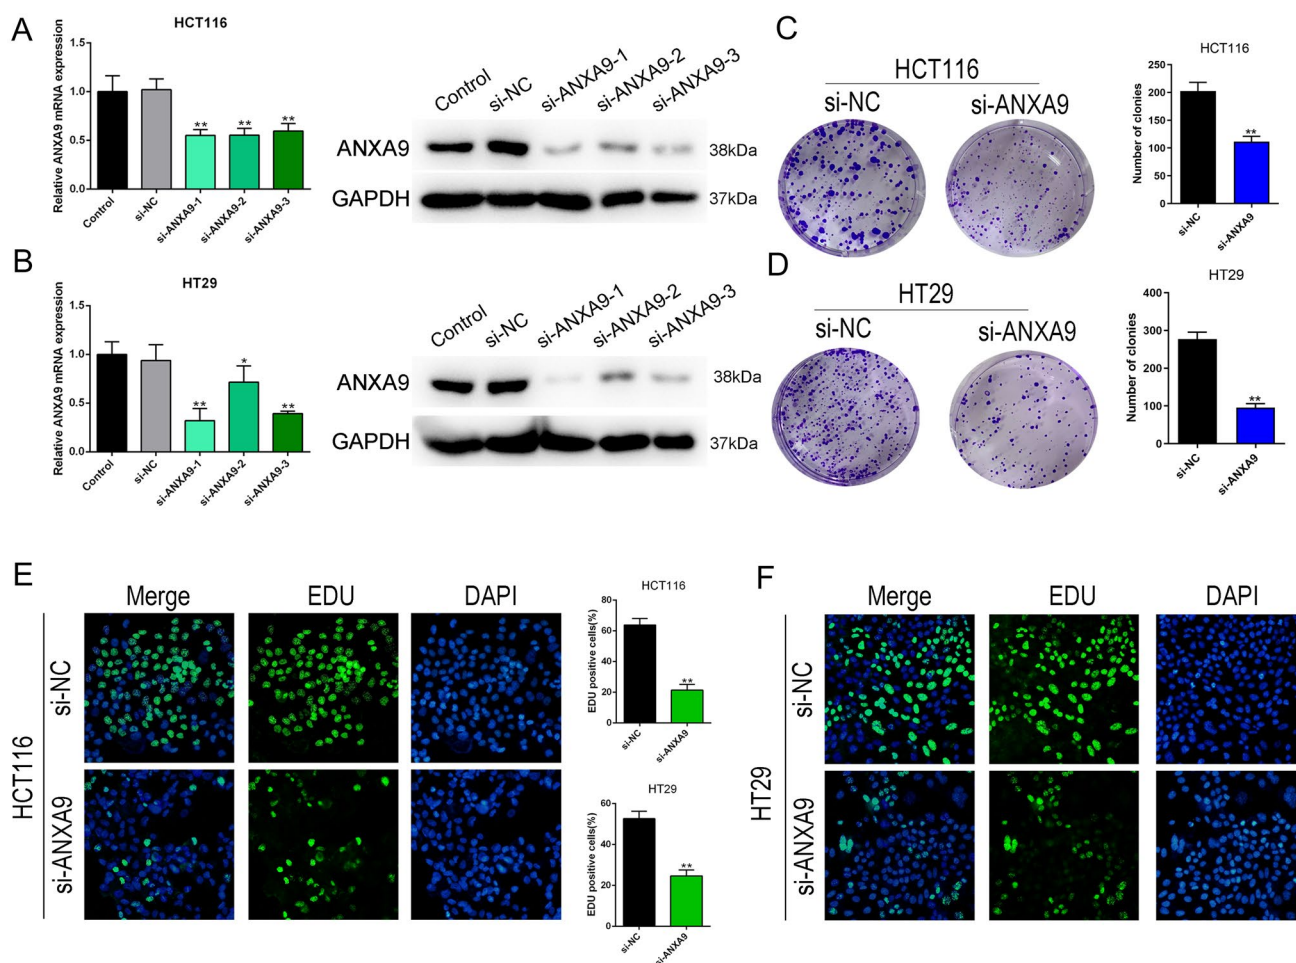 A
HCT116
Relative ANXA9 mRNA expression
1.5
1.0
0.5
0.0
Control
si-NC
si-ANXA9-1
si-ANXA9-2
si-ANXA9-3
**
**
**
Control
si-NC
si-ANXA9-1
si-ANXA9-2
si-ANXA9-3
ANXA9
38kDa
GAPDH
37kDa
B
HT29
Relative ANXA9 mRNA expression
1.5
1.0
0.5
0.0
Control
si-NC
si-ANXA9-1
si-ANXA9-2
si-ANXA9-3
**
*
**
Control
si-NC
si-ANXA9-1
si-ANXA9-2
si-ANXA9-3
ANXA9
38kDa
GAPDH
37kDa
C
HCT116
si-NC
si-ANXA9
HCT116
Number of clonies
250
200
150
100
50
0
**
si-NC
si-ANXA9
D
HT29
si-NC
si-ANXA9
HT29
Number of clonies
400
300
200
100
0
**
si-NC
si-ANXA9
E
Merge
EDU
DAPI
HCT116
si-NC
si-ANXA9
HCT116
EDU positive cells(%)
80
60
40
20
0
**
si-NC
si-ANXA9
HT29
EDU positive cells(%)
60
40
20
0
**
si-NC
si-ANXA9
F
Merge
EDU
DAPI
HT29
si-NC
si-ANXA9